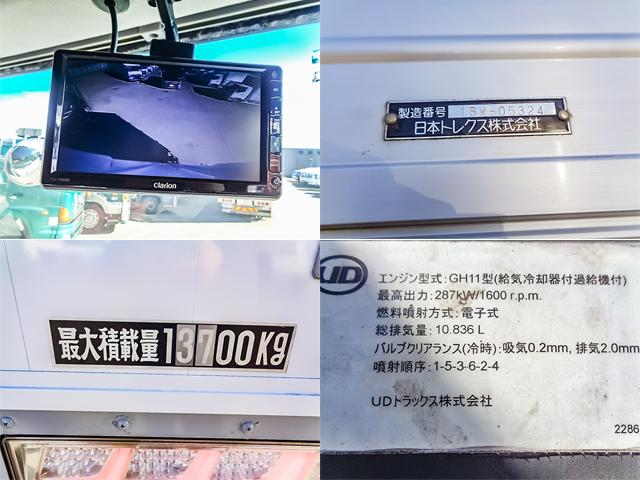 clarion
製造番号 13W-05324
日本トレクス株式会社
最大積載量13700Kg
UD
エンジン型式:GH11型(給気冷却器付過給機付)
最高出力:287kW/1600 r.p.m.
燃料噴射方式:電子式
総排気量:10.836 L
バルブクリアランス(冷時):吸気0.2mm, 排気2.0mm
噴射順序:1-5-3-6-2-4
UDトラックス株式会社
2286